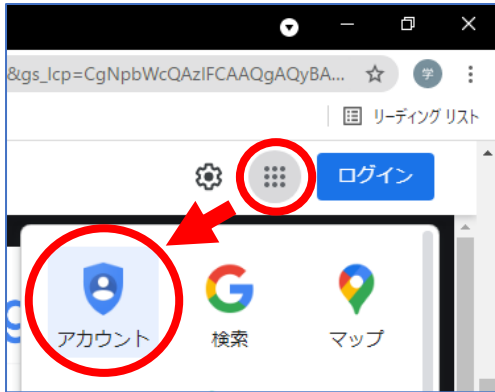 &gs_lcp=CgNpbWcQAzIFCAAQgAQyBA...
学
リーディング リスト
ログイン
アカウント
検索
マップ